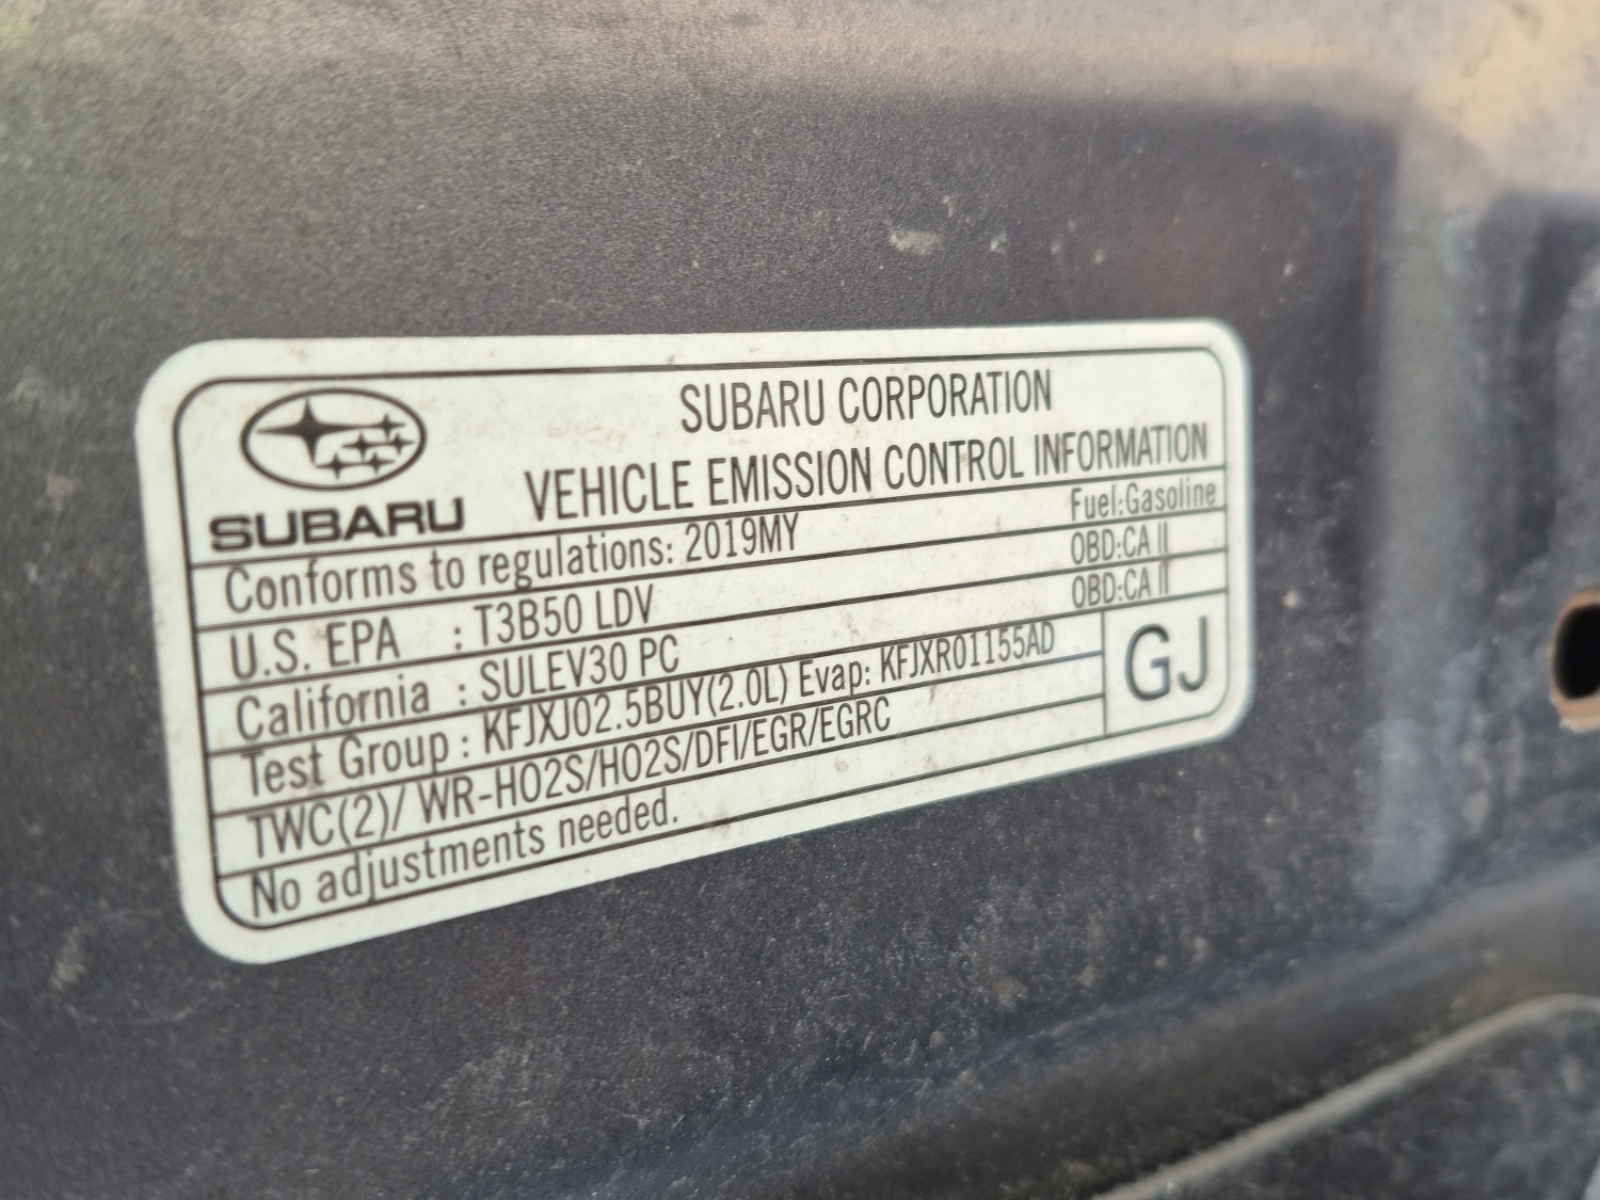 SUBARU
SUBARU CORPORATION
VEHICLE EMISSION CONTROL INFORMATION
Conforms to regulations: 2019MY Fuel:Gasoline
U.S. EPA : T3B50 LDV OBD:CA II
California : SULEV30 PC OBD:CA II
Test Group : KFJXJ02.5BUY(2.0L) Evap: KFJXR01155AD
TWC(2)/ WR-HO2S/HO2S/DFI/EGR/EGRC
No adjustments needed.
GJ